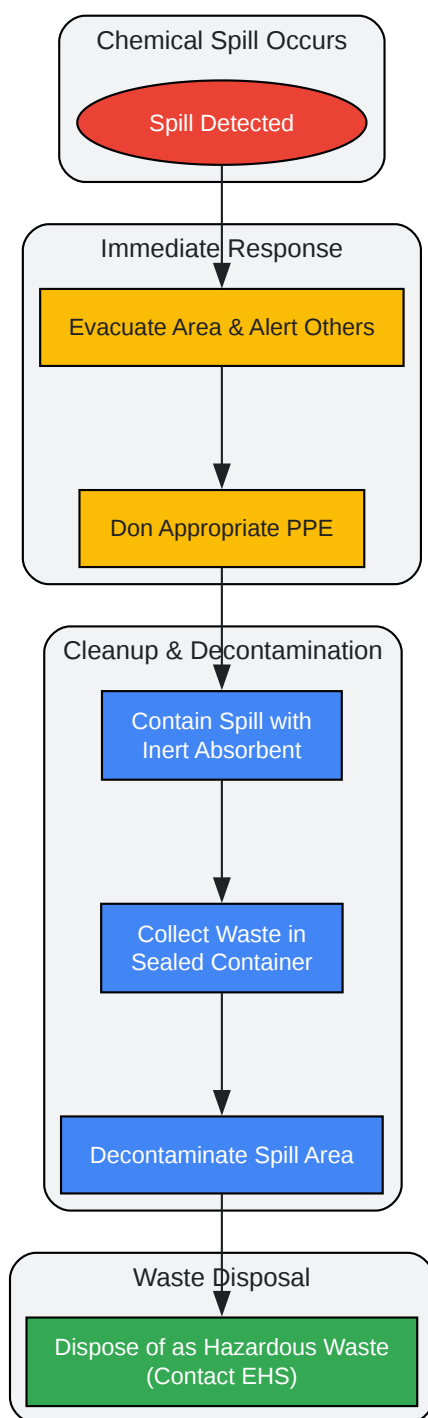 Chemical Spill Occurs
Spill Detected
Immediate Response
Evacuate Area & Alert Others
Don Appropriate PPE
Cleanup & Decontamination
Contain Spill with
Inert Absorbent
Collect Waste in
Sealed Container
Decontaminate Spill Area
Waste Disposal
Dispose of as Hazardous Waste
(Contact EHS)